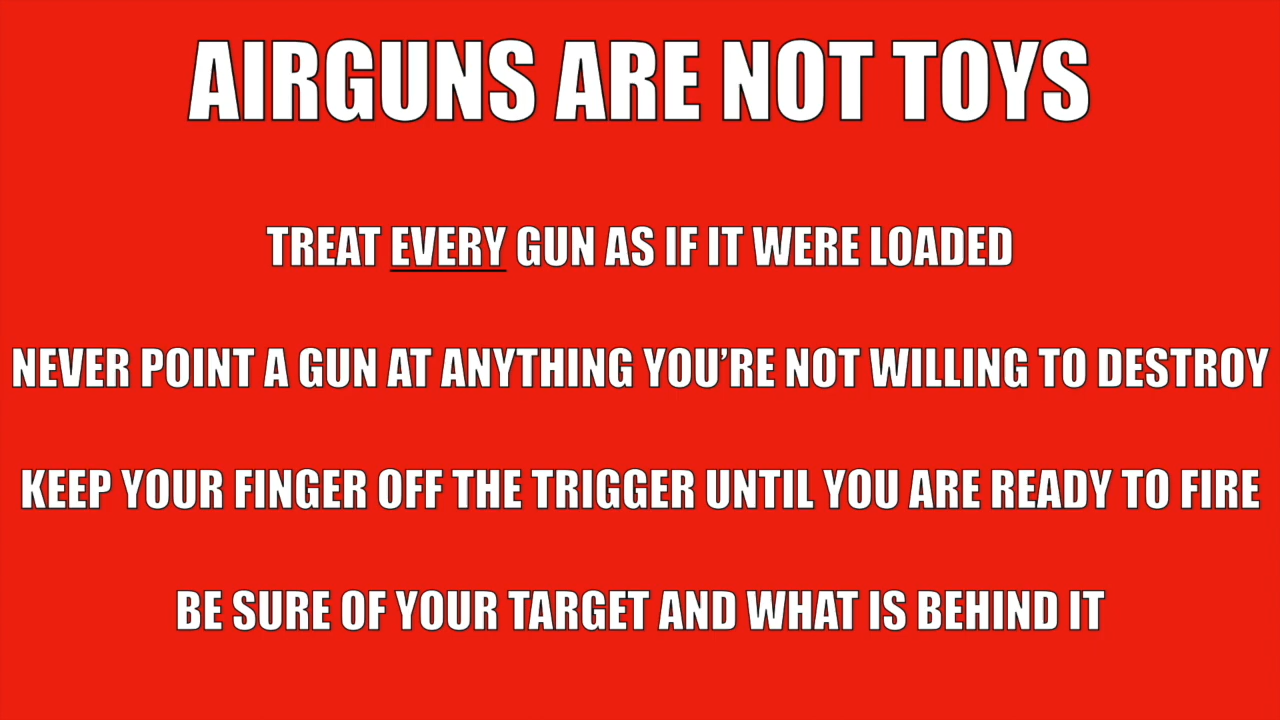 AIRGUNS ARE NOT TOYS
TREAT EVERY GUN AS IF IT WERE LOADED
NEVER POINT A GUN AT ANYTHING YOU’RE NOT WILLING TO DESTROY
KEEP YOUR FINGER OFF THE TRIGGER UNTIL YOU ARE READY TO FIRE
BE SURE OF YOUR TARGET AND WHAT IS BEHIND IT